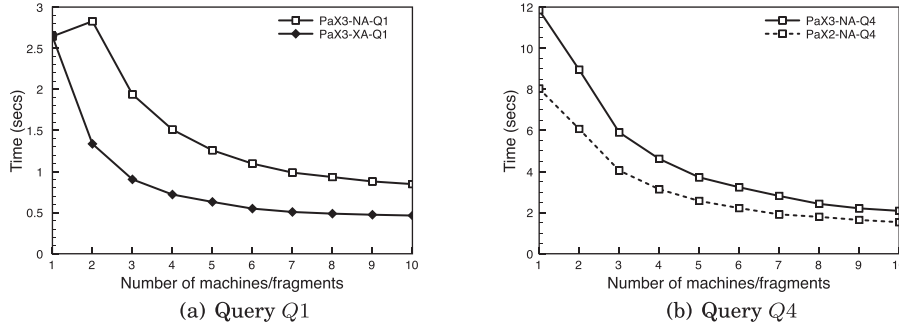 3
2.5
2
1.5
1
0.5
0
Time (secs)
PaX3-NA-Q1
PaX3-XA-Q1
1 2 3 4 5 6 7 8 9 10
Number of machines/fragments
(a) Query Q1
12
10
8
6
4
2
0
Time (secs)
PaX3-NA-Q4
PaX2-NA-Q4
1 2 3 4 5 6 7 8 9 10
Number of machines/fragments
(b) Query Q4